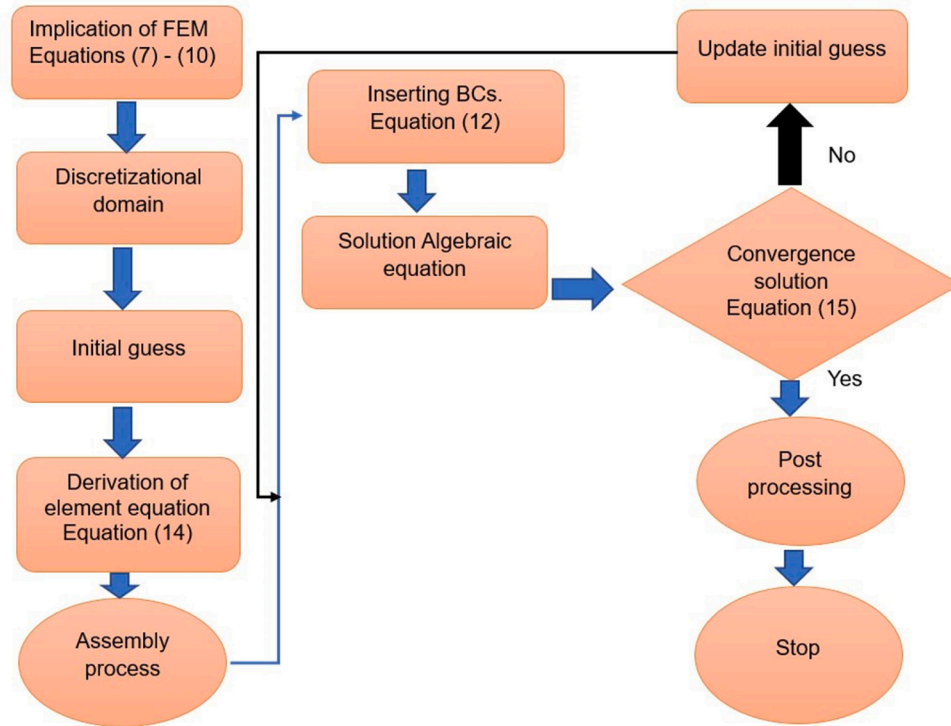 Implication of FEM
Equations (7) - (10)
Discretizational
domain
Initial guess
Derivation of
element equation
Equation (14)
Assembly
process
Inserting BCs.
Equation (12)
Solution Algebraic
equation
Convergence
solution
Equation (15)
No
Update initial guess
Yes
Post
processing
Stop